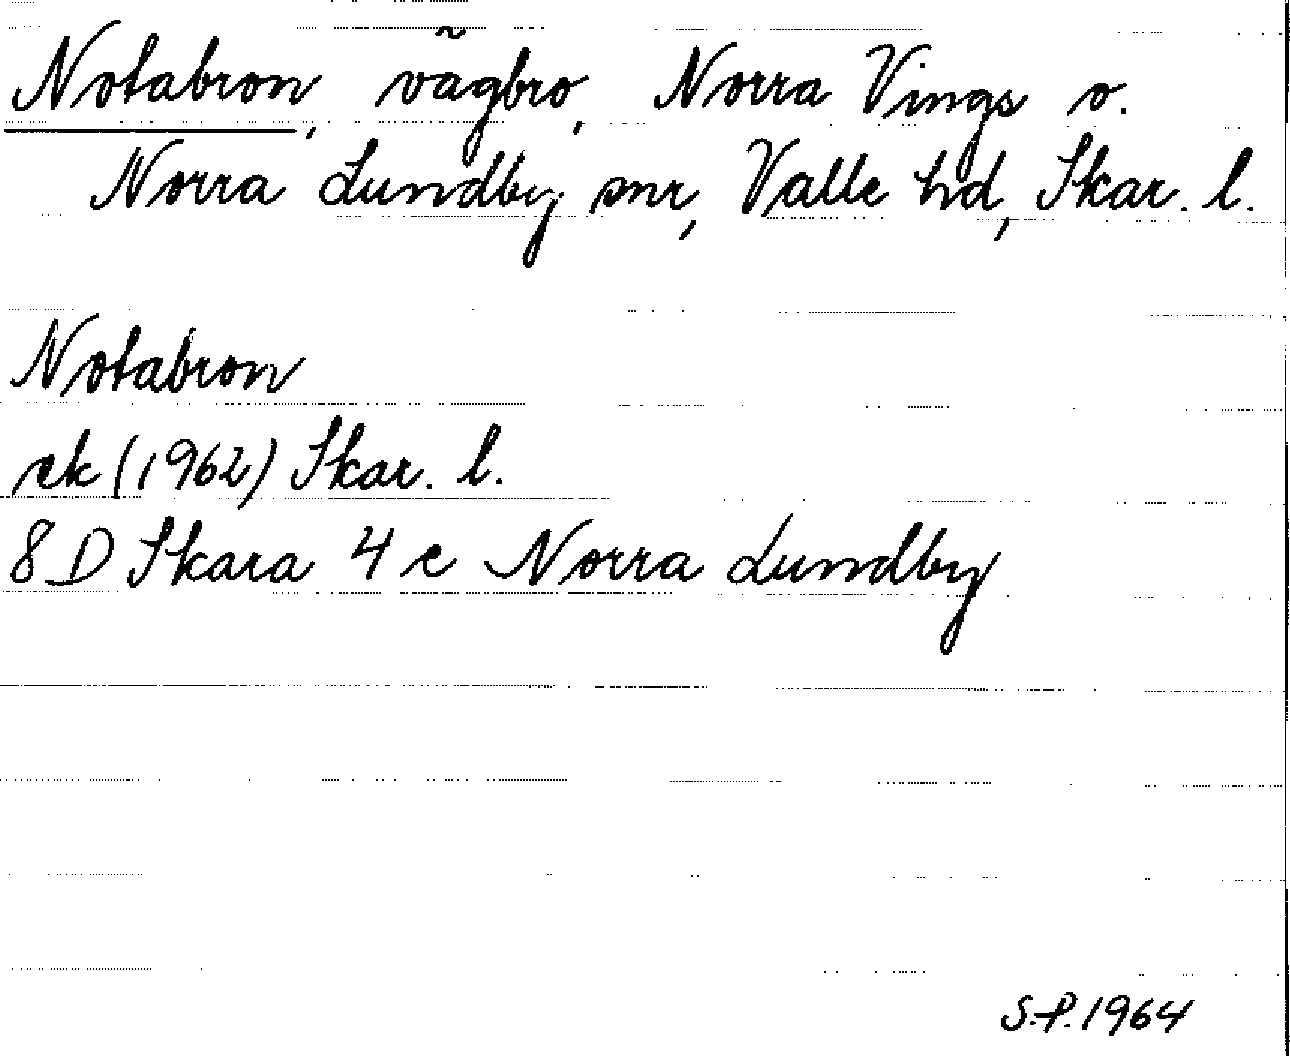 Notabron, vägbro, Norra Vings o.
Norra Lundby snr, Valle hd, Skar. l.
Notabron
ek (1962) Skar. l.
8 D Skara 4 e Norra Lundby
S.P. 1964